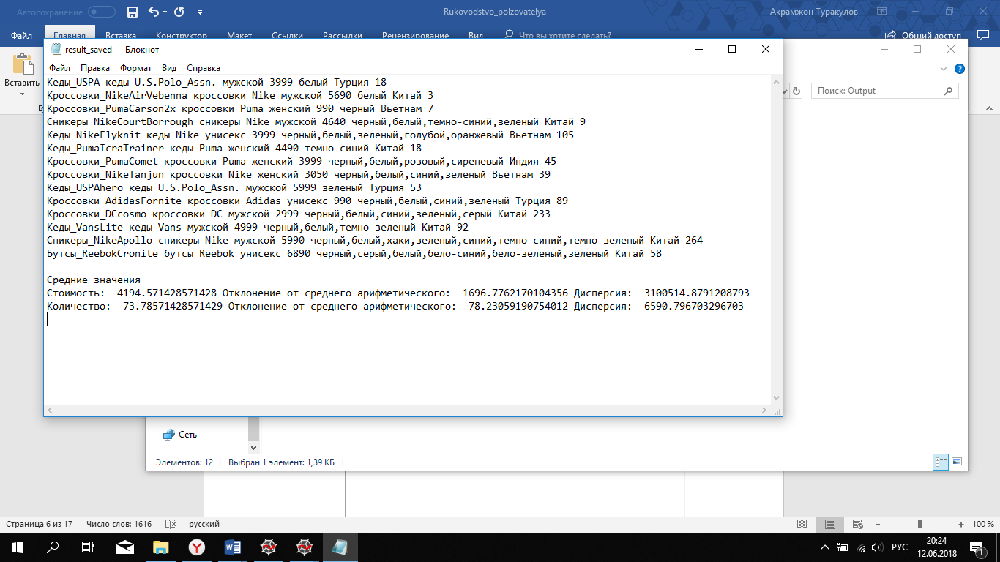 Автосохранение
Rukovodstvo_polzovatelya
Акрамжон Туракулов
Файл Главная Вставка Конструктор Макет Ссылки Рассылки Рецензирование Вид Что вы хотите сделать? Общий доступ
Вставить
result_saved — Блокнот
Файл Правка Формат Вид Справка
Поиск: Output
Кеды_USPA кеды U.S.Polo_Assn. мужской 3999 белый Турция 18
Кроссовки_NikeAirVebenna кроссовки Nike мужской 5690 белый Китай 3
Кроссовки_PumaCarson2x кроссовки Puma женский 990 черный Вьетнам 7
Сникеры_NikeCourtBorrough сникеры Nike мужской 4640 черный,белый,темно-синий,зеленый Китай 9
Кеды_NikeFlyknit кеды Nike унисекс 3999 черный,белый,зеленый,голубой,оранжевый Вьетнам 105
Кеды_PumaIcraTrainer кеды Puma женский 4490 темно-синий Китай 18
Кроссовки_PumaComet кроссовки Puma женский 3999 черный,белый,розовый,сиреневый Индия 45
Кроссовки_NikeTanjun кроссовки Nike женский 3050 черный,белый,синий,зеленый Вьетнам 39
Кеды_USPAhero кеды U.S.Polo_Assn. мужской 5999 зеленый Турция 53
Кроссовки_AdidasFornite кроссовки Adidas унисекс 990 черный,белый,синий,зеленый Турция 89
Кроссовки_DCcosmo кроссовки DC мужской 2999 черный,белый,синий,зеленый,серый Китай 233
Кеды_VansLite кеды Vans мужской 4999 черный,белый,темно-зеленый Китай 92
Сникеры_NikeApollo сникеры Nike мужской 5990 черный,белый,хаки,зеленый,синий,темно-синий,темно-зеленый Китай 264
Бутсы_ReebokCronite бутсы Reebok унисекс 6890 черный,серый,белый,бело-синий,бело-зеленый,зеленый Китай 58
Средние значения
Стоимость: 4194.571428571428 Отклонение от среднего арифметического: 1696.7762170104356 Дисперсия: 3100514.8791208793
Количество: 73.78571428571429 Отклонение от среднего арифметического: 78.23059190754012 Дисперсия: 6590.796703296703
Сеть
Элементов: 12 Выбран 1 элемент: 1,39 КБ
Страница 6 из 17 Число слов: 1616 русский 100 %
РУС
20:24
12.06.2018
1